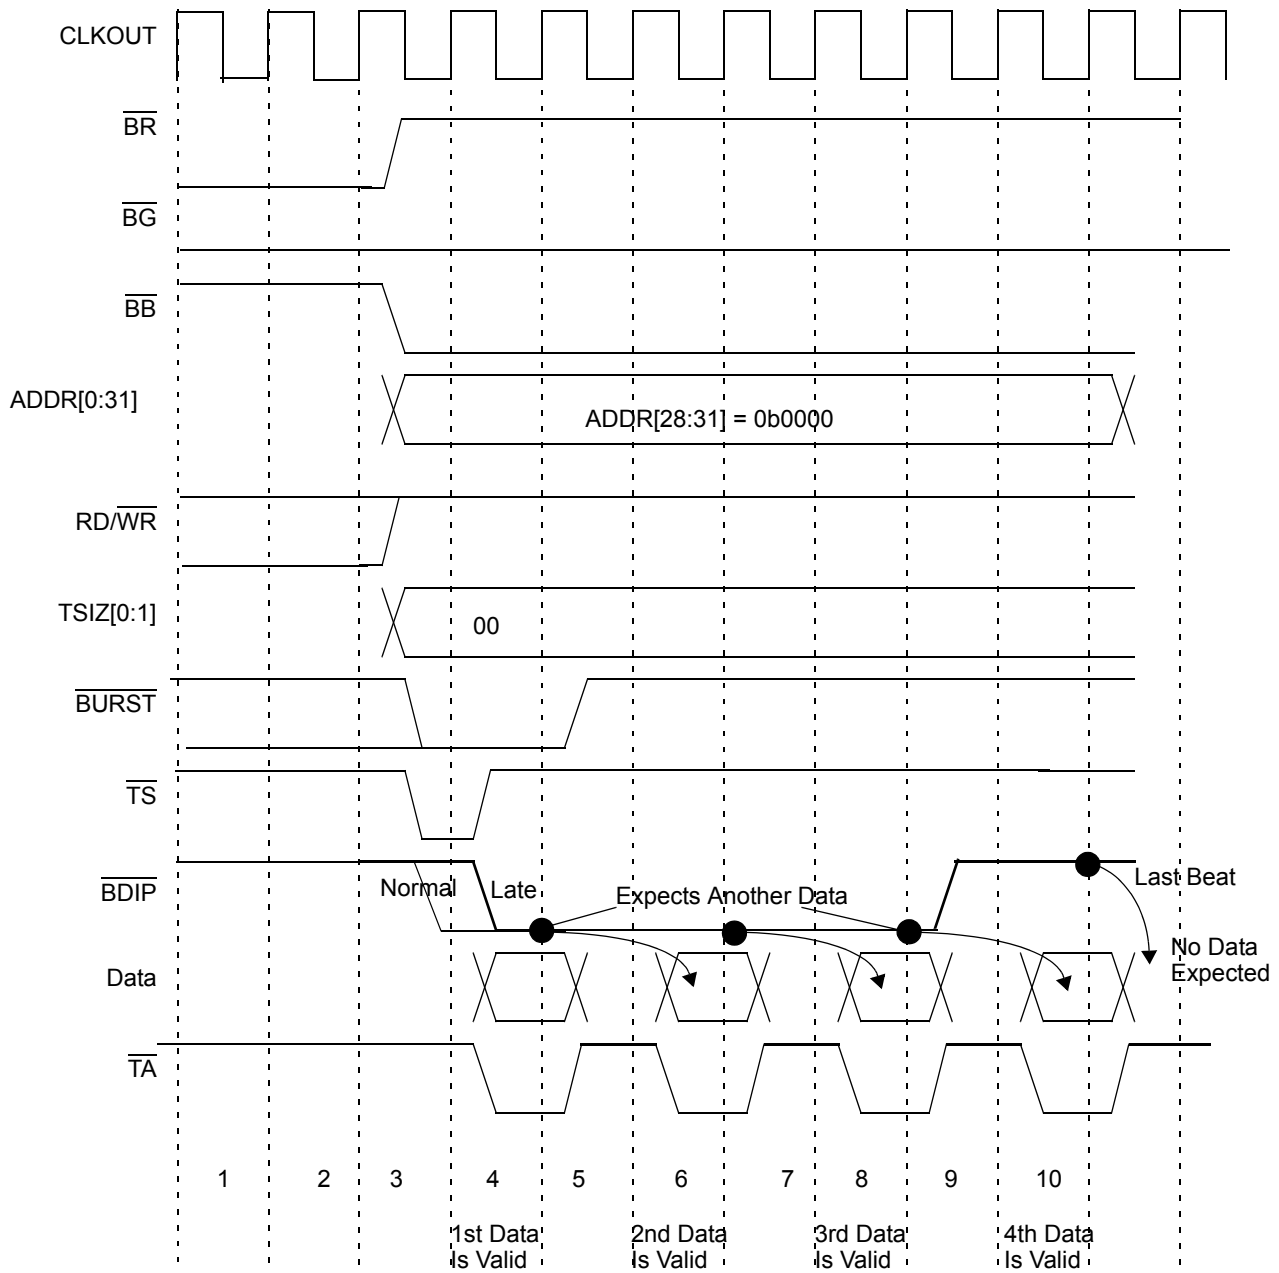 CLKOUT
BR
BG
BB
ADDR[0:31]
ADDR[28:31] = 0b0000
RD/WR
TSIZ[0:1]
00
BURST
TS
BDIP
Normal
Late
Expects Another Data
Last Beat
Data
No Data
Expected
TA
1 2 3 4 5 6 7 8 9 10
1st Data
Is Valid
2nd Data
Is Valid
3rd Data
Is Valid
4th Data
Is Valid